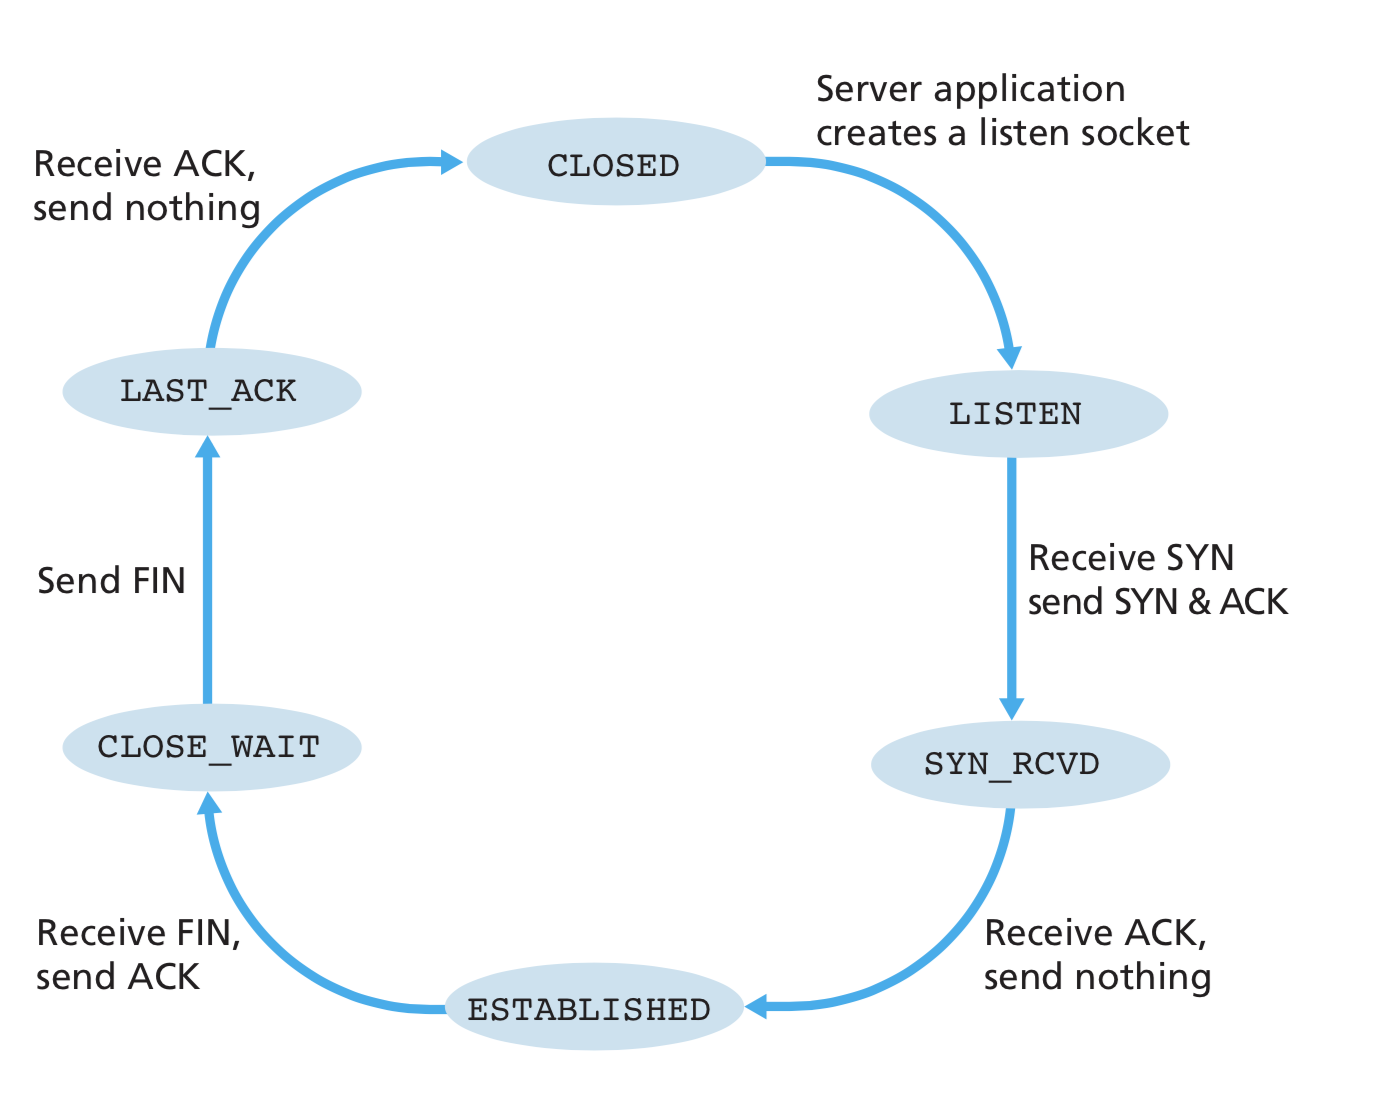 Server application
creates a listen socket
Receive ACK,
send nothing
CLOSED
LAST_ACK
LISTEN
Receive SYN
send SYN & ACK
Send FIN
CLOSE_WAIT
SYN_RCVD
Receive FIN,
send ACK
Receive ACK,
send nothing
ESTABLISHED